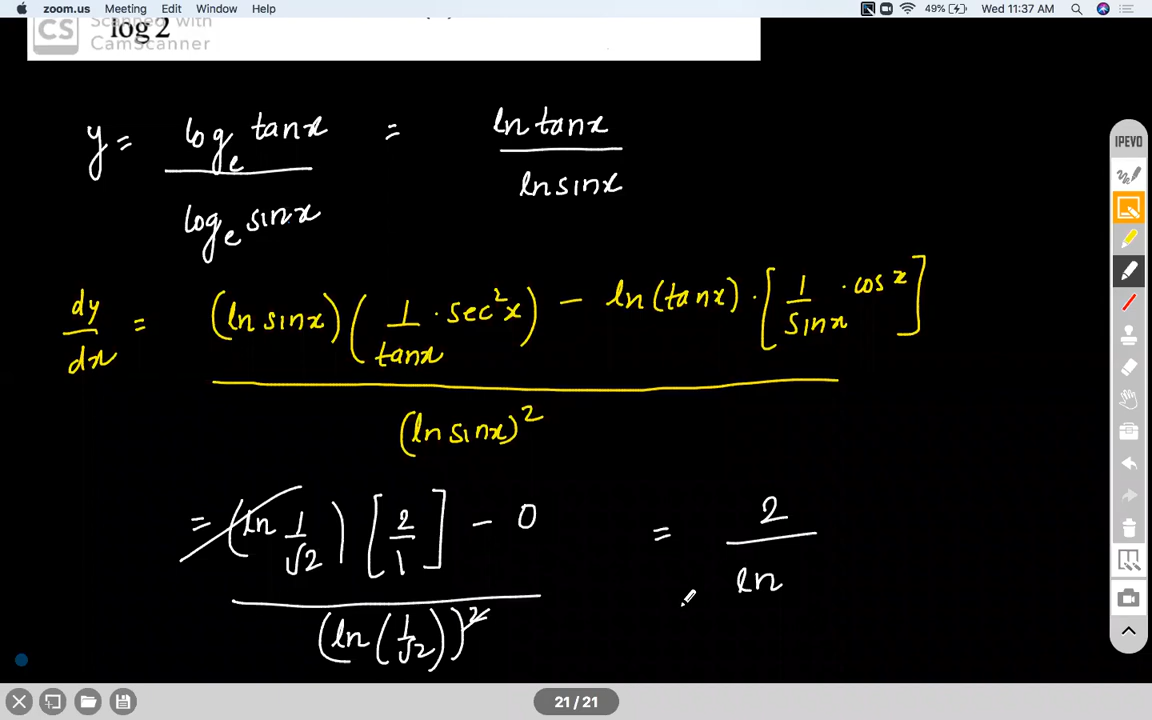 zoom.us Meeting Edit Window Help 49% Wed 11:37 AM
CS Scanned with
CamScanner
log 2
y = log_e tanx / log_e sinx = ln tanx / ln sinx
dy/dx = (ln sinx)(1/tanx · sec²x) − ln(tanx) · [1/sinx · cosx] / (ln sinx)²
= (ln 1/√2)[2/1] − 0 / (ln(1/√2))² = 2 / ln
IPEVO
21 / 21